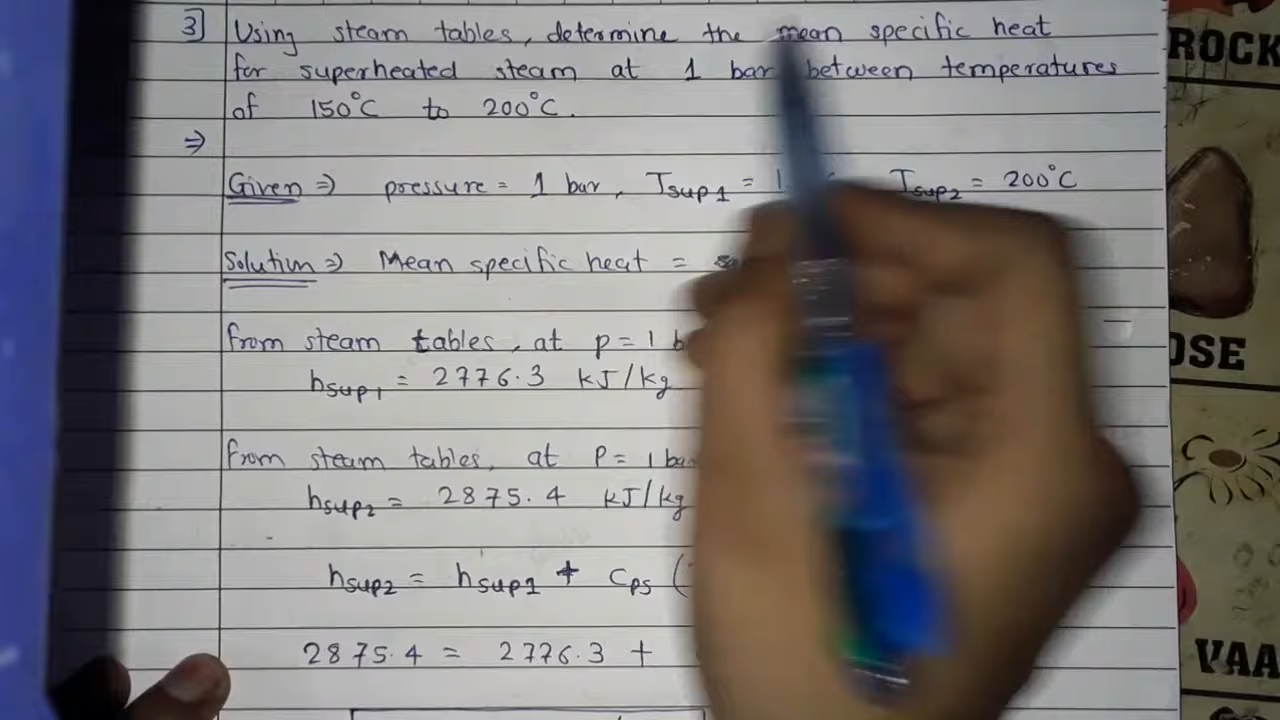 3] Using steam tables, determine the mean specific heat
for superheated steam at 1 bar between temperatures
of 150°C to 200°C.
⇒
Given ⇒ pressure = 1 bar, Tsup1 = 1 Tsup2 = 200°C
Solution ⇒ Mean specific heat =
from steam tables, at p = 1 b
hsup1 = 2776.3 KJ/kg
from steam tables, at P = 1 ba
hsup2 = 2875.4 KJ/kg
hsup2 = hsup1 + Cps (
2875.4 = 2776.3 +
ROCK
OSE
VAA